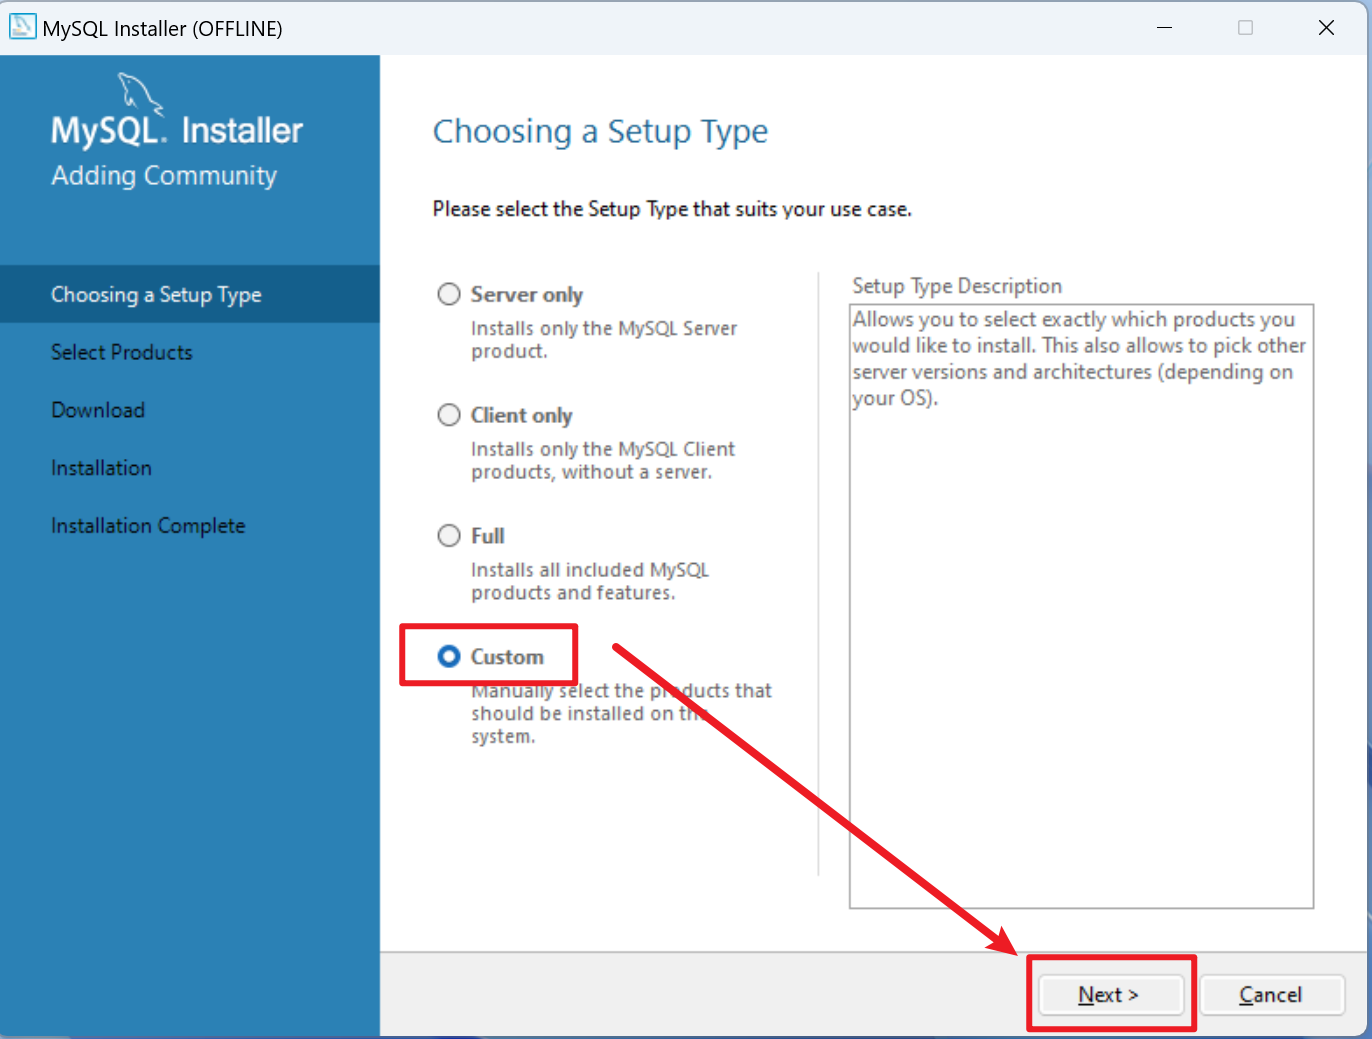 MySQL Installer (OFFLINE)
MySQL. Installer
Adding Community
Choosing a Setup Type
Select Products
Download
Installation
Installation Complete
Choosing a Setup Type
Please select the Setup Type that suits your use case.
Server only
Installs only the MySQL Server
product.
Client only
Installs only the MySQL Client
products, without a server.
Full
Installs all included MySQL
products and features.
Custom
Manually select the products that
should be installed on the
system.
Setup Type Description
Allows you to select exactly which products you
would like to install. This also allows to pick other
server versions and architectures (depending on
your OS).
Next >
Cancel